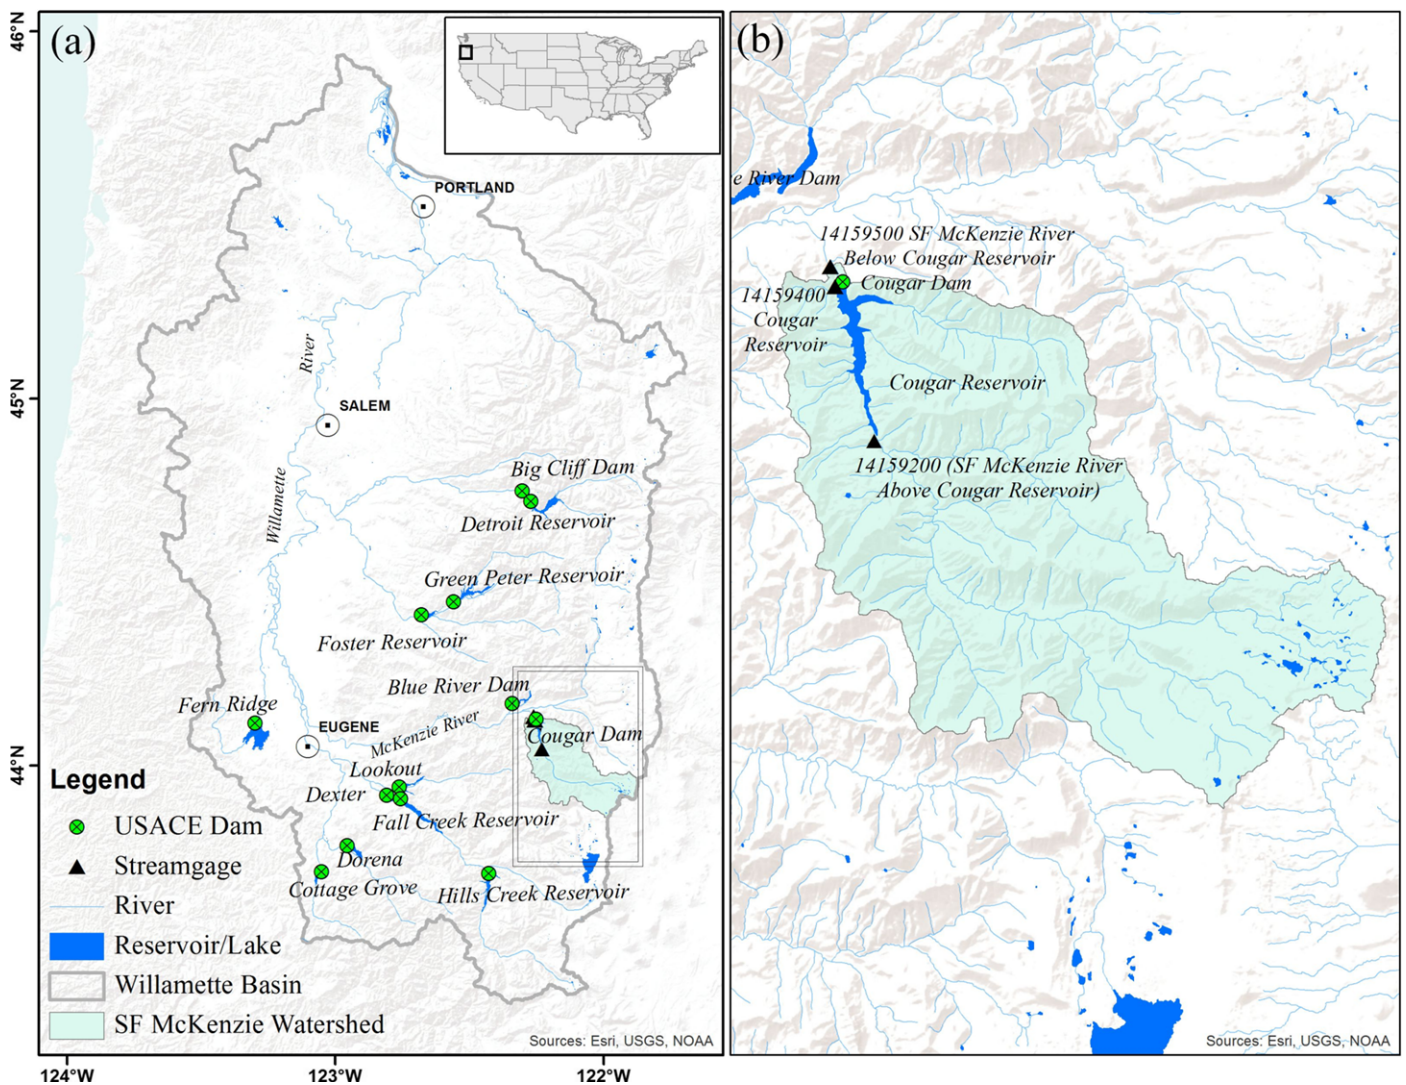 46°N
(a)
PORTLAND
River
45°N
SALEM
Willamette
Big Cliff Dam
Detroit Reservoir
Green Peter Reservoir
Foster Reservoir
Blue River Dam
Fern Ridge
McKenzie River
EUGENE
Cougar Dam
44°N
Lookout
Dexter
Fall Creek Reservoir
Dorena
Cottage Grove
Hills Creek Reservoir
Legend
USACE Dam
Streamgage
River
Reservoir/Lake
Willamette Basin
SF McKenzie Watershed
Sources: Esri, USGS, NOAA
124°W
123°W
122°W
(b)
e River Dam
14159500 SF McKenzie River
Below Cougar Reservoir
Cougar Dam
14159400
Cougar
Reservoir
Cougar Reservoir
14159200 (SF McKenzie River
Above Cougar Reservoir)
Sources: Esri, USGS, NOAA